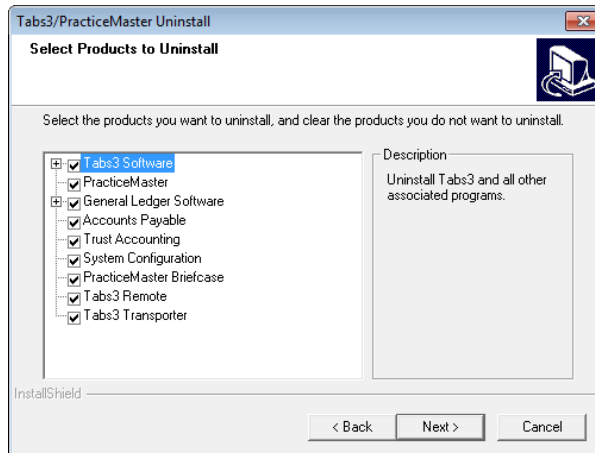 Tabs3/PracticeMaster Uninstall
Select Products to Uninstall
Select the products you want to uninstall, and clear the products you do not want to uninstall.
Tabs3 Software
PracticeMaster
General Ledger Software
Accounts Payable
Trust Accounting
System Configuration
PracticeMaster Briefcase
Tabs3 Remote
Tabs3 Transporter
Description
Uninstall Tabs3 and all other
associated programs.
InstallShield
< Back
Next >
Cancel